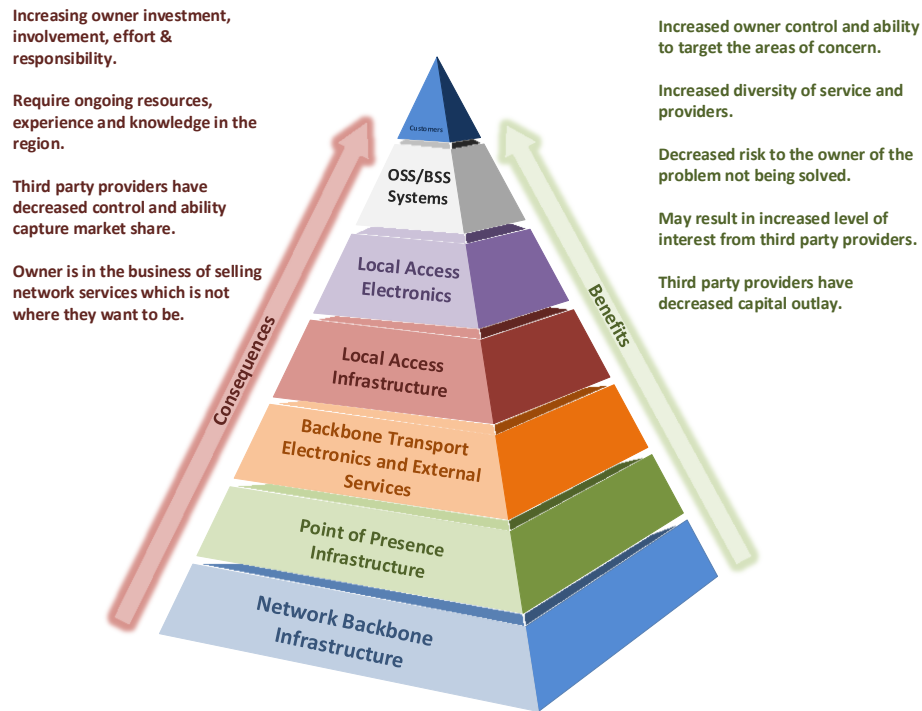 Increasing owner investment,
involvement, effort &
responsibility.
Require ongoing resources,
experience and knowledge in the
region.
Third party providers have
decreased control and ability
capture market share.
Owner is in the business of selling
network services which is not
where they want to be.
Increased owner control and ability
to target the areas of concern.
Increased diversity of service and
providers.
Decreased risk to the owner of the
problem not being solved.
May result in increased level of
interest from third party providers.
Third party providers have
decreased capital outlay.
Consequences
Benefits
Customers
OSS/BSS
Systems
Local Access
Electronics
Local Access
Infrastructure
Backbone Transport
Electronics and External
Services
Point of Presence
Infrastructure
Network Backbone
Infrastructure